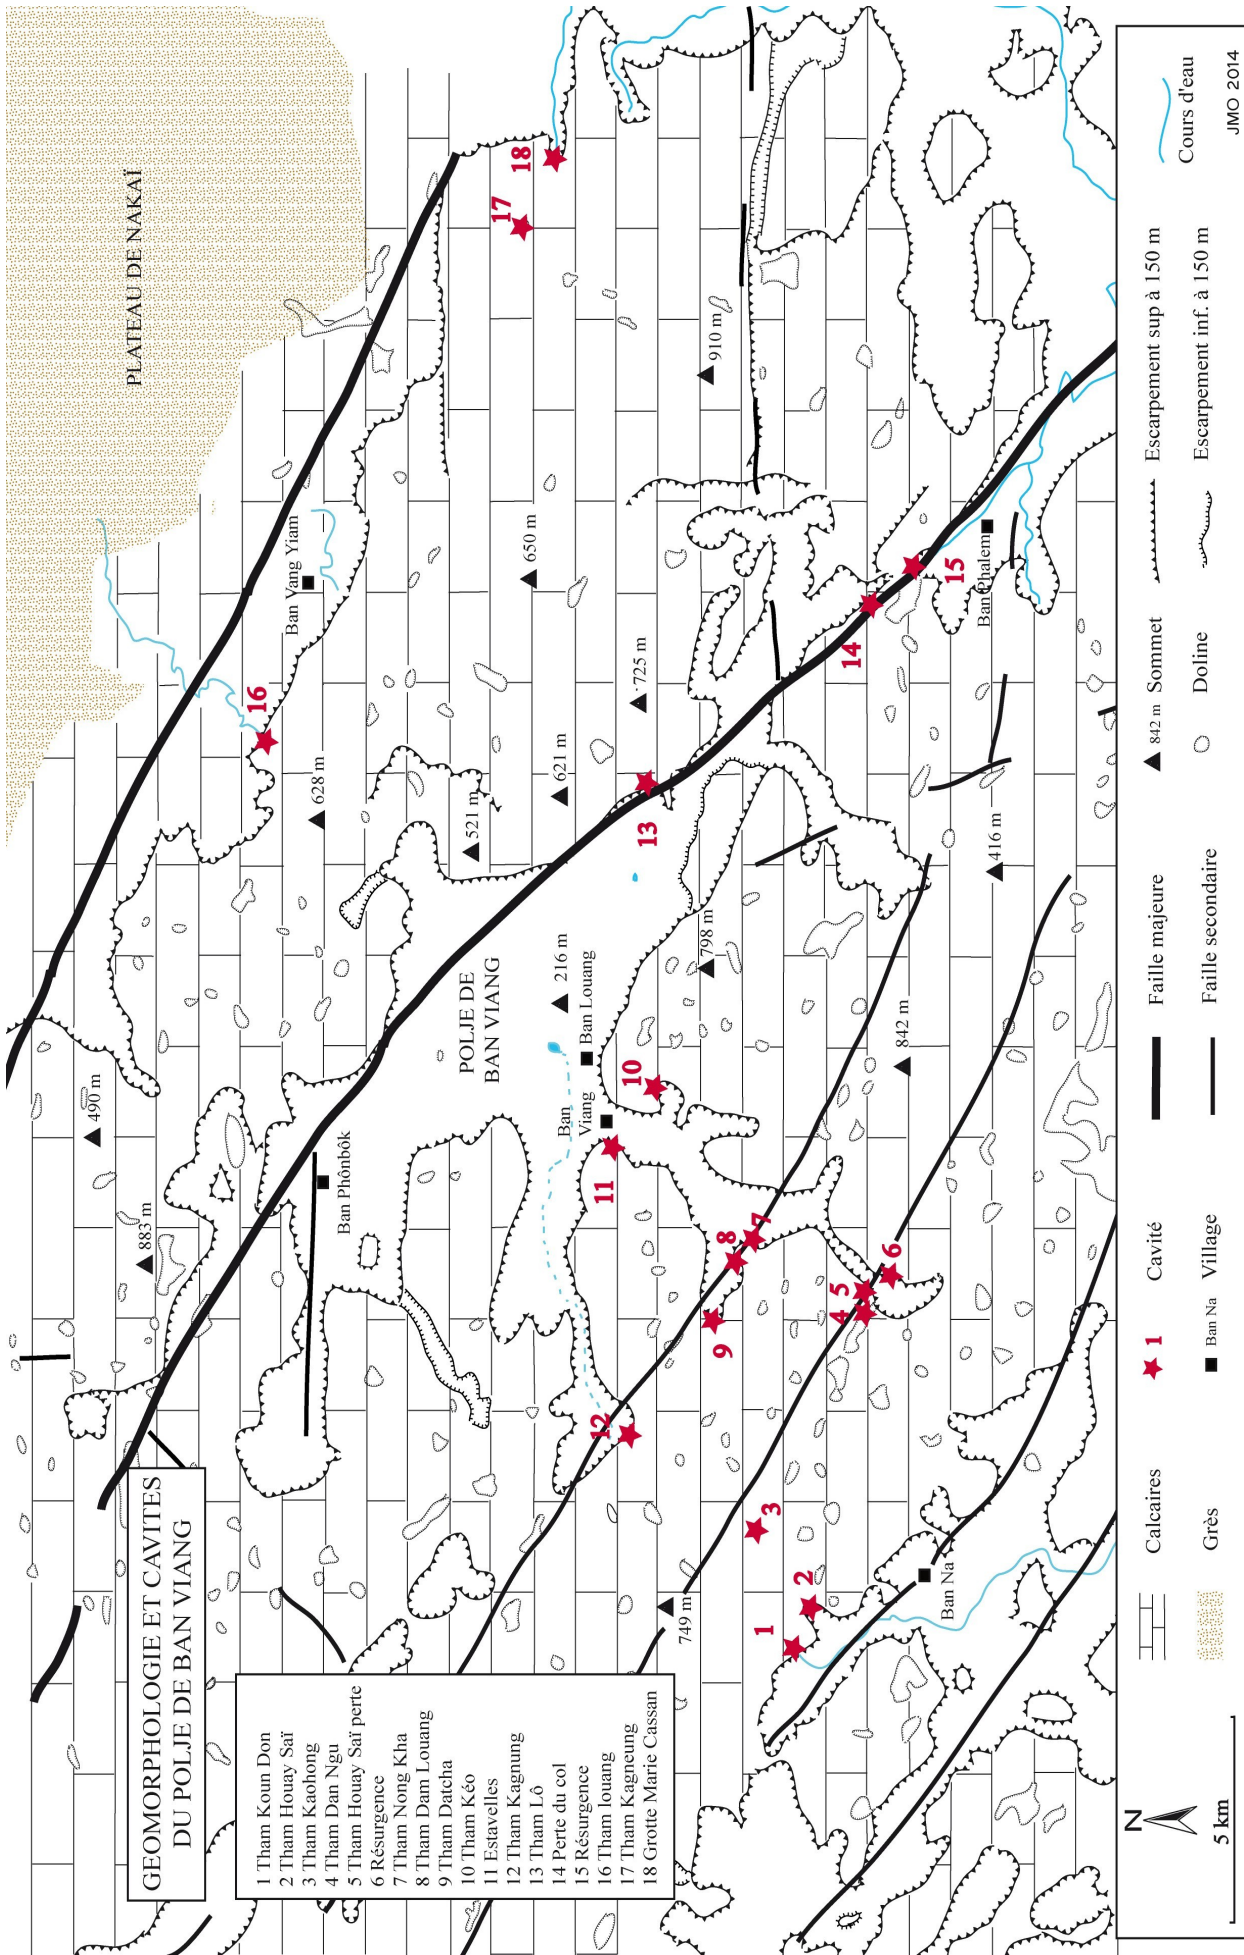 GEOMORPHOLOGIE ET CAVITES
DU POLJE DE BAN VIANG
1 Tham Koun Don
2 Tham Houay Saï
3 Tham Kaohong
4 Tham Dan Ngu
5 Tham Houay Saï perte
6 Résurgence
7 Tham Nong Kha
8 Tham Dam Louang
9 Tham Datcha
10 Tham Kéo
11 Estavelles
12 Tham Kagnung
13 Tham Lô
14 Perte du col
15 Résurgence
16 Tham Iouang
17 Tham Kagneung
18 Grotte Marie Cassan
PLATEAU DE NAKAÏ
490 m
883 m
Ban Phônbôk
628 m
16
Ban Vang Yiam
17
18
POLJE DE
BAN VIANG
521 m
650 m
216 m
621 m
Ban Louang
Ban
Viang
725 m
910 m
10
11
12
13
798 m
749 m
9
8
7
3
1
2
4
5
6
842 m
14
15
416 m
Ban Na
Ban Phalem
N
5 km
Calcaires
Grès
1
Cavité
Ban Na
Village
Faille majeure
Faille secondaire
842 m
Sommet
Doline
Escarpement sup à 150 m
Escarpement inf. à 150 m
Cours d'eau
JMO 2014